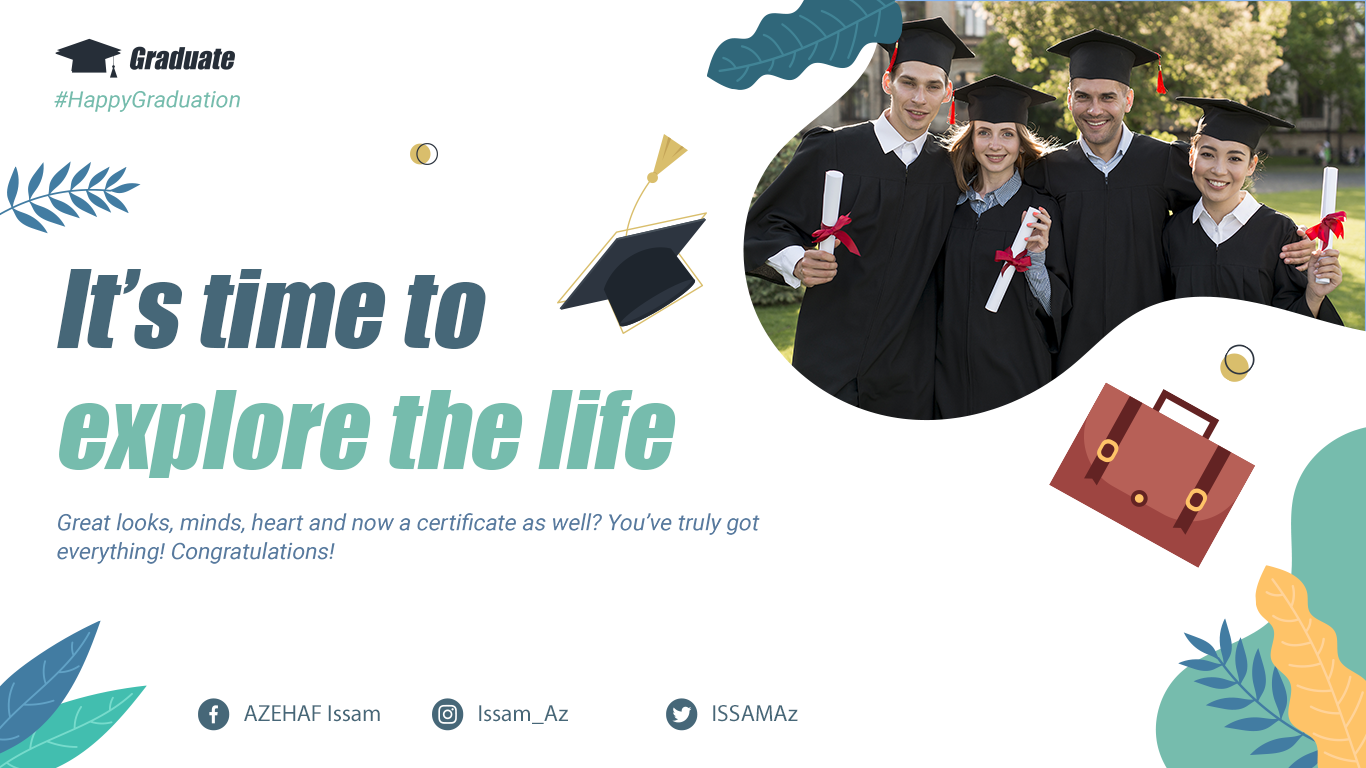 Graduate
#HappyGraduation
It’s time to
explore the life
Great looks, minds, heart and now a certificate as well? You’ve truly got
everything! Congratulations!
AZEHAF Issam
Issam_Az
ISSAMAz